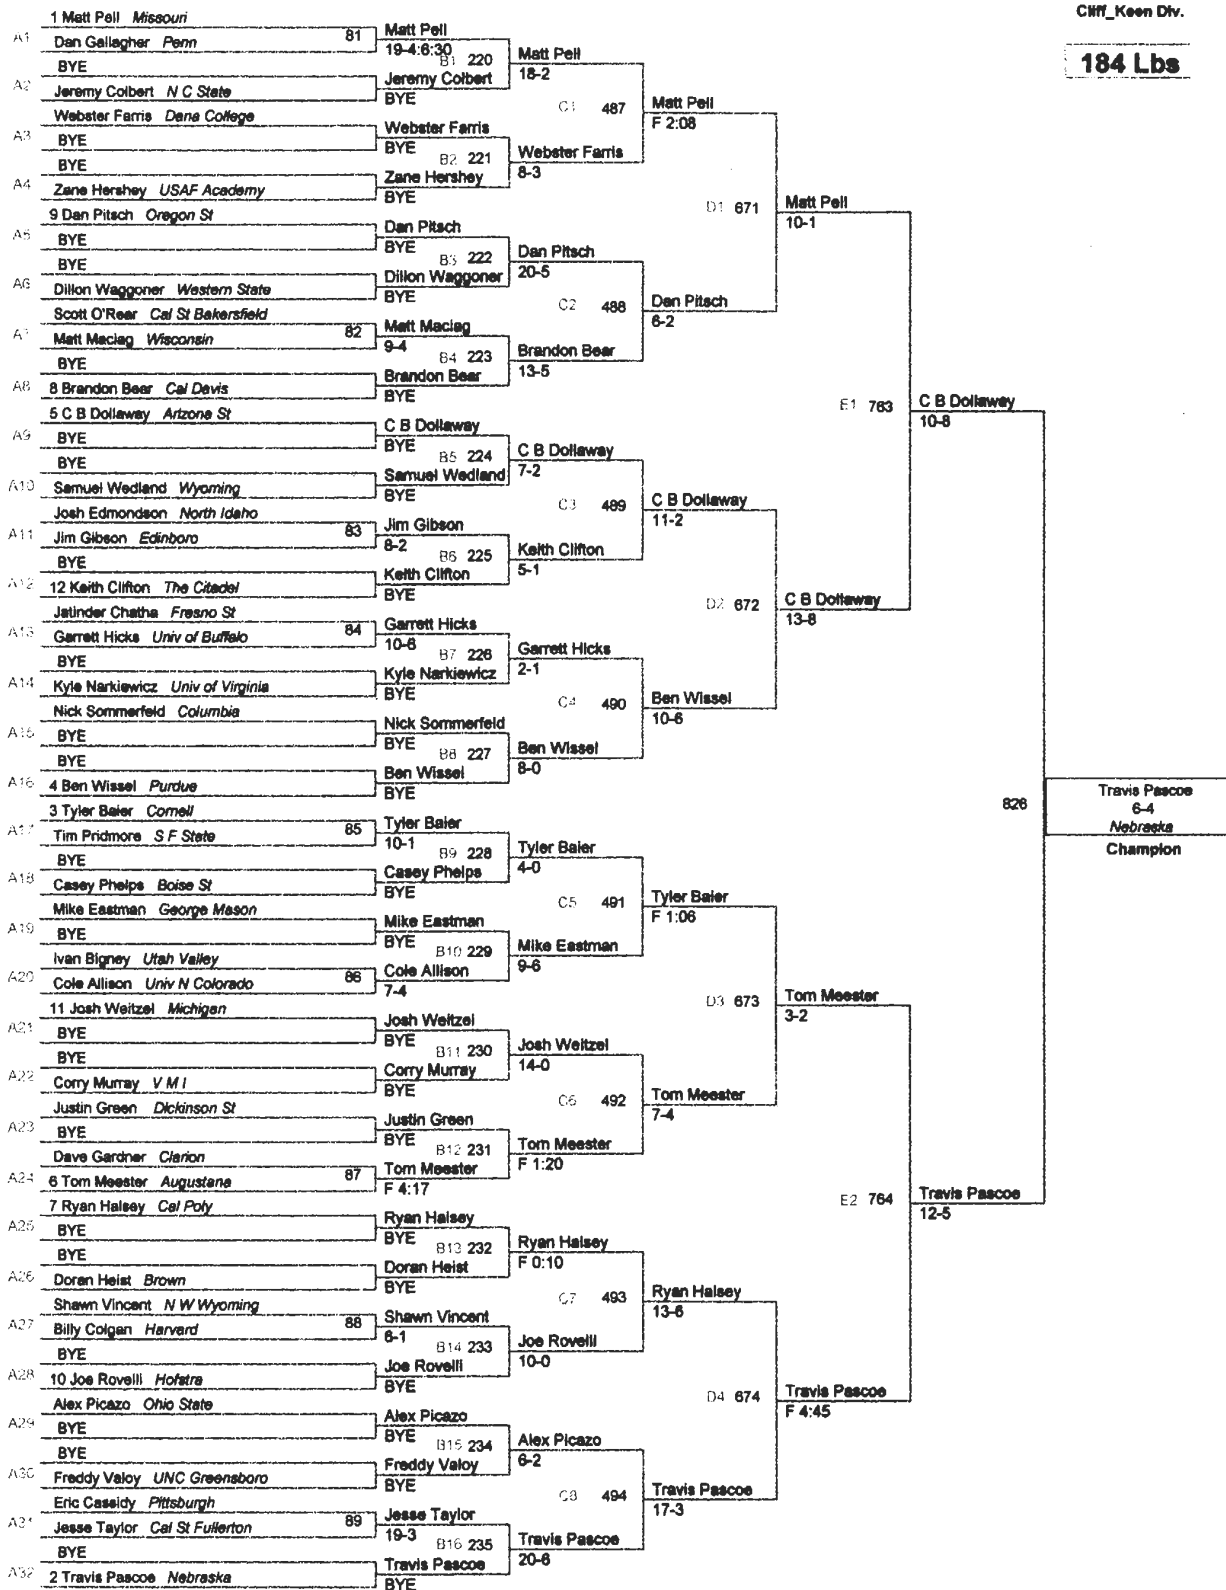 Cliff_Keen Div.
184 Lbs
A1
1 Matt Pell Missouri
Dan Gallagher Penn
81
BYE
A2
Jeremy Colbert N C State
Webster Farris Dana College
A3
BYE
BYE
A4
Zane Hershey USAF Academy
9 Dan Pitsch Oregon St
A5
BYE
BYE
A6
Dillon Waggoner Western State
Scott O'Rear Cal St Bakersfield
A7
Matt Maciag Wisconsin
82
BYE
A8
8 Brandon Bear Cal Davis
5 C B Dollaway Arizona St
A9
BYE
BYE
A10
Samuel Wedland Wyoming
Josh Edmondson North Idaho
A11
Jim Gibson Edinboro
83
BYE
A12
12 Keith Clifton The Citadel
Jatinder Chatha Fresno St
A13
Garrett Hicks Univ of Buffalo
84
BYE
A14
Kyle Narkiewicz Univ of Virginia
Nick Sommerfeld Columbia
A15
BYE
BYE
A16
4 Ben Wissel Purdue
3 Tyler Baier Cornell
A17
Tim Pridmore S F State
85
BYE
A18
Casey Phelps Boise St
Mike Eastman George Mason
A19
BYE
Ivan Bigney Utah Valley
A20
Cole Allison Univ N Colorado
86
11 Josh Weitzel Michigan
A21
BYE
BYE
A22
Corry Murray V M I
Justin Green Dickinson St
A23
BYE
Dave Gardner Clarion
A24
6 Tom Meester Augustana
87
7 Ryan Halsey Cal Poly
A25
BYE
BYE
A26
Doran Heist Brown
Shawn Vincent N W Wyoming
A27
Billy Colgan Harvard
88
BYE
A28
10 Joe Rovelli Hofstra
Alex Picazo Ohio State
A29
BYE
BYE
A30
Freddy Valoy UNC Greensboro
Eric Cassidy Pittsburgh
A31
Jesse Taylor Cal St Fullerton
89
BYE
A32
2 Travis Pascoe Nebraska
Matt Pell
19-4:6:30
B1 220
Jeremy Colbert
BYE
Webster Farris
BYE
B2 221
Zane Hershey
BYE
Dan Pitsch
BYE
B3 222
Dillon Waggoner
BYE
Matt Maciag
9-4
B4 223
Brandon Bear
BYE
C B Dollaway
BYE
B5 224
Samuel Wedland
BYE
Jim Gibson
8-2
B6 225
Keith Clifton
BYE
Garrett Hicks
10-6
B7 226
Kyle Narkiewicz
BYE
Nick Sommerfeld
BYE
B8 227
Ben Wissel
BYE
Tyler Baier
10-1
B9 228
Casey Phelps
BYE
Mike Eastman
BYE
B10 229
Cole Allison
7-4
Josh Weitzel
BYE
B11 230
Corry Murray
BYE
Justin Green
BYE
B12 231
Tom Meester
F 4:17
Ryan Halsey
BYE
B13 232
Doran Heist
BYE
Shawn Vincent
6-1
B14 233
Joe Rovelli
BYE
Alex Picazo
BYE
B15 234
Freddy Valoy
BYE
Jesse Taylor
19-3
B16 235
Travis Pascoe
BYE
Matt Pell
18-2
C1 487
Webster Farris
8-3
Dan Pitsch
20-5
C2 488
Brandon Bear
13-5
C B Dollaway
7-2
C3 489
Keith Clifton
5-1
Garrett Hicks
2-1
C4 490
Ben Wissel
8-0
Tyler Baier
4-0
C5 491
Mike Eastman
9-6
Josh Weitzel
14-0
C6 492
Tom Meester
F 1:20
Ryan Halsey
F 0:10
C7 493
Joe Rovelli
10-0
Alex Picazo
6-2
C8 494
Travis Pascoe
20-6
Matt Pell
F 2:08
D1 671
Dan Pitsch
6-2
C B Dollaway
11-2
D2 672
Ben Wissel
10-6
Tyler Baier
F 1:06
D3 673
Tom Meester
7-4
Ryan Halsey
13-6
D4 674
Travis Pascoe
17-3
Matt Pell
10-1
E1 763
C B Dollaway
13-8
Tom Meester
3-2
E2 764
Travis Pascoe
F 4:45
C B Dollaway
10-8
826
Travis Pascoe
12-5
Travis Pascoe
6-4
Nebraska
Champion